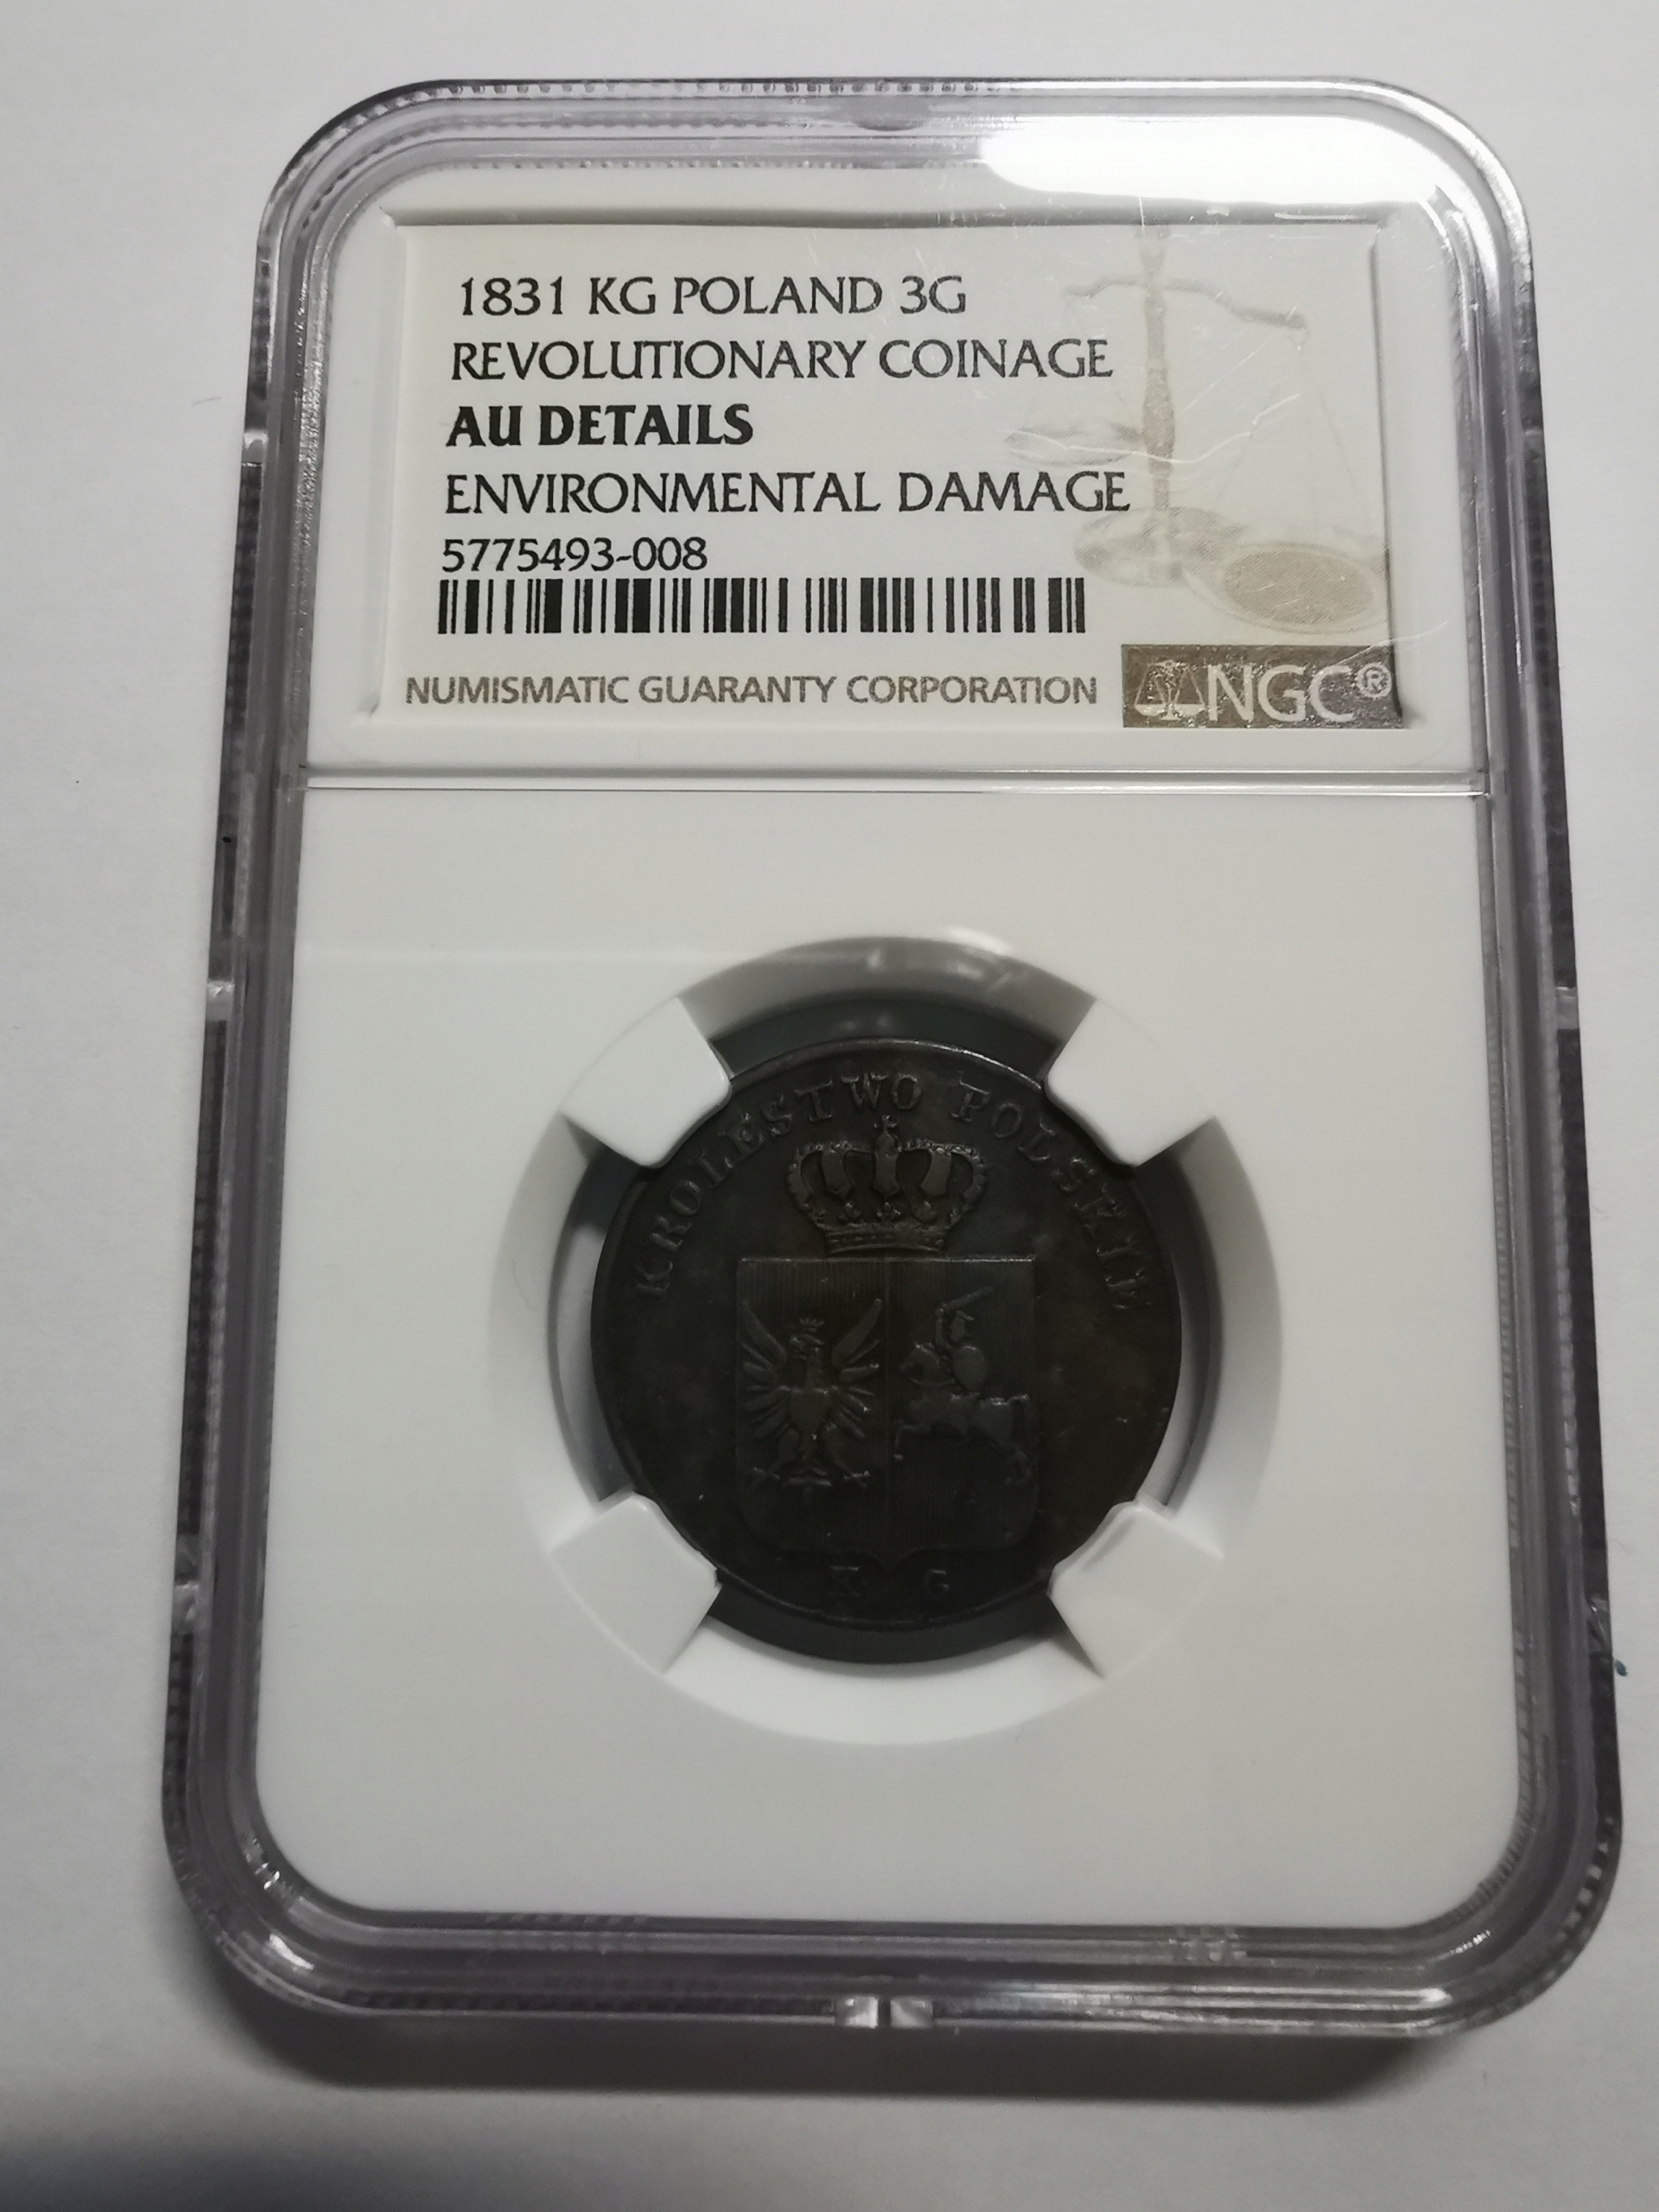 1831 KG POLAND 3G
REVOLUTIONARY COINAGE
AU DETAILS
ENVIRONMENTAL DAMAGE
5775493-008
NUMISMATIC GUARANTY CORPORATION
NGC®
KROLESTWO POLSKIE
K G